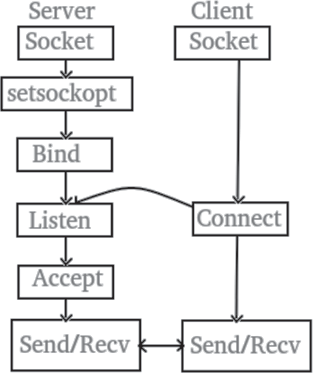 Server
Client
Socket
Socket
setsockopt
Bind
Listen
Connect
Accept
Send/Recv
Send/Recv